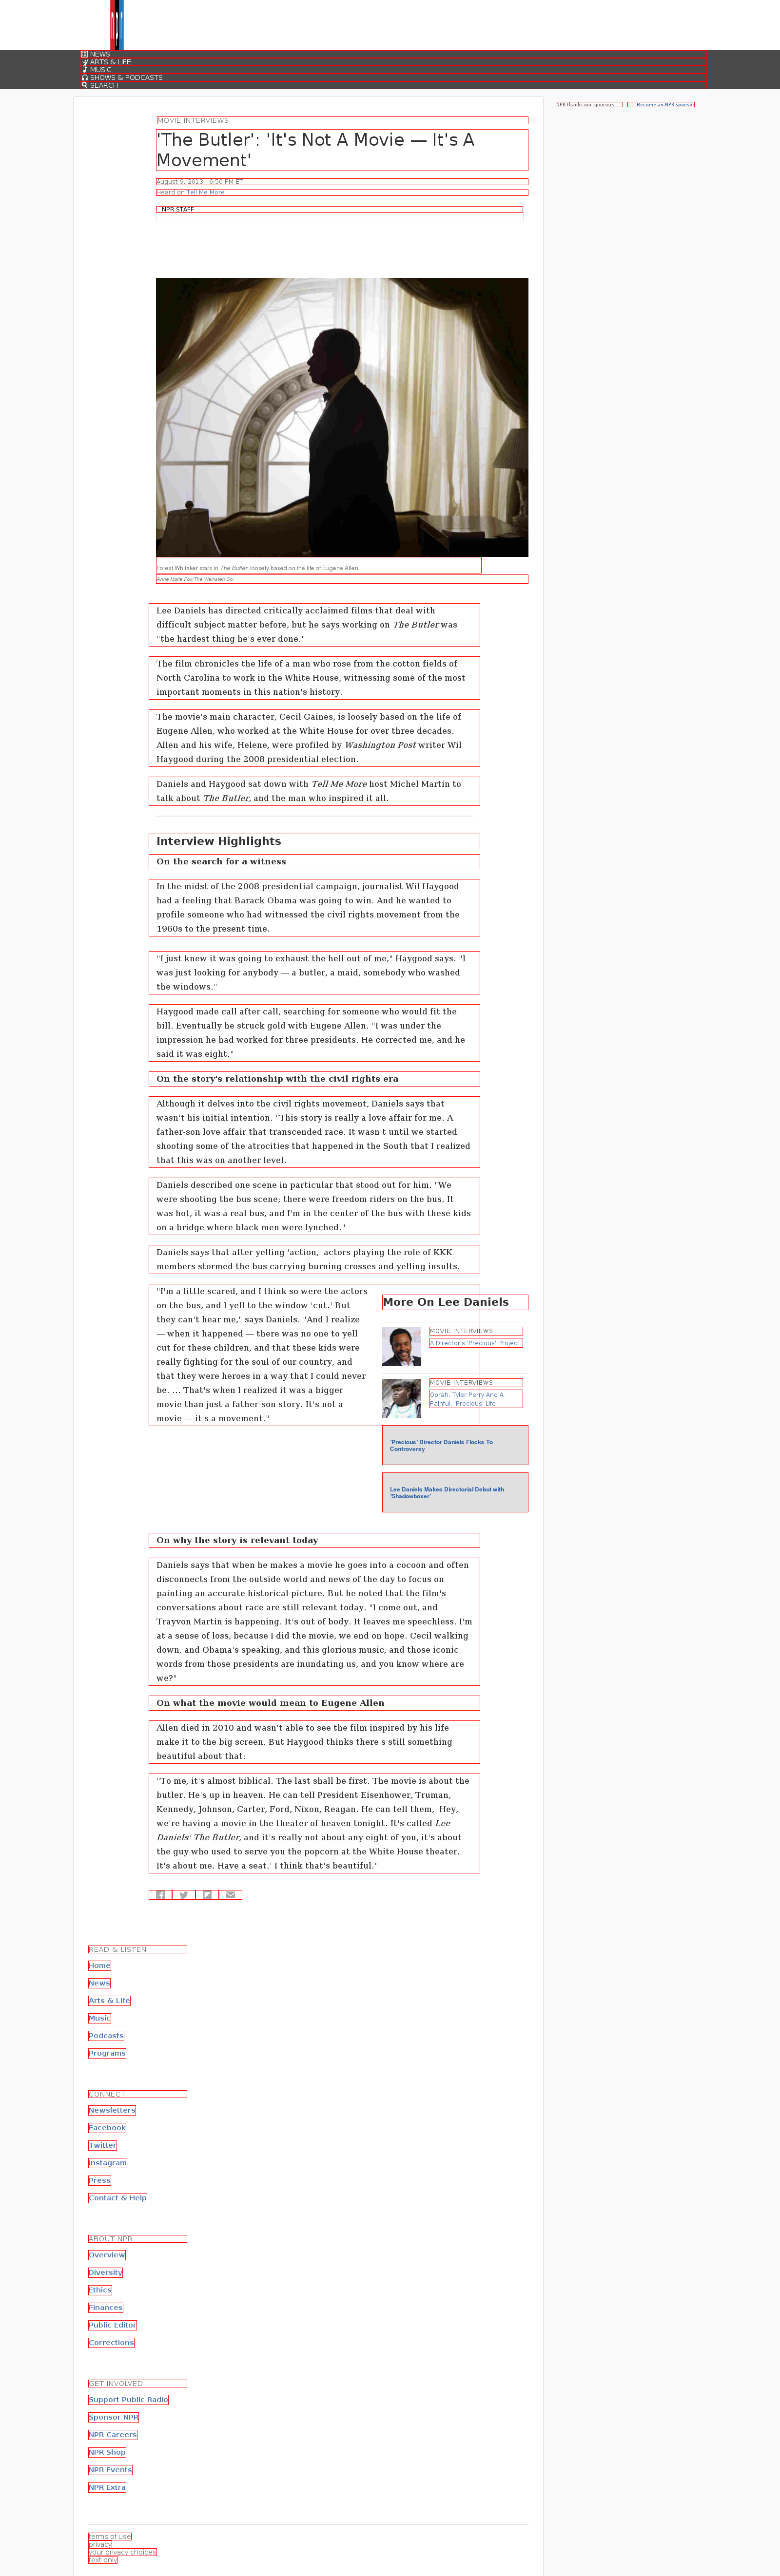 NEWS
ARTS & LIFE
MUSIC
SHOWS & PODCASTS
SEARCH
NPR thanks our sponsors
Become an NPR sponsor
MOVIE INTERVIEWS
'The Butler': 'It's Not A Movie — It's A
Movement'
August 9, 2013 · 6:50 PM ET
Heard on Tell Me More
NPR STAFF
Forest Whitaker stars in The Butler, loosely based on the life of Eugene Allen.
Anne Marie Fox/The Weinstein Co.
Lee Daniels has directed critically acclaimed films that deal with
difficult subject matter before, but he says working on The Butler was
"the hardest thing he's ever done."
The film chronicles the life of a man who rose from the cotton fields of
North Carolina to work in the White House, witnessing some of the most
important moments in this nation's history.
The movie's main character, Cecil Gaines, is loosely based on the life of
Eugene Allen, who worked at the White House for over three decades.
Allen and his wife, Helene, were profiled by Washington Post writer Wil
Haygood during the 2008 presidential election.
Daniels and Haygood sat down with Tell Me More host Michel Martin to
talk about The Butler, and the man who inspired it all.
Interview Highlights
On the search for a witness
In the midst of the 2008 presidential campaign, journalist Wil Haygood
had a feeling that Barack Obama was going to win. And he wanted to
profile someone who had witnessed the civil rights movement from the
1960s to the present time.
"I just knew it was going to exhaust the hell out of me," Haygood says. "I
was just looking for anybody — a butler, a maid, somebody who washed
the windows."
Haygood made call after call, searching for someone who would fit the
bill. Eventually he struck gold with Eugene Allen. "I was under the
impression he had worked for three presidents. He corrected me, and he
said it was eight."
On the story's relationship with the civil rights era
Although it delves into the civil rights movement, Daniels says that
wasn't his initial intention. "This story is really a love affair for me. A
father-son love affair that transcended race. It wasn't until we started
shooting some of the atrocities that happened in the South that I realized
that this was on another level.
Daniels described one scene in particular that stood out for him. "We
were shooting the bus scene; there were freedom riders on the bus. It
was hot, it was a real bus, and I'm in the center of the bus with these kids
on a bridge where black men were lynched."
Daniels says that after yelling 'action,' actors playing the role of KKK
members stormed the bus carrying burning crosses and yelling insults.
"I'm a little scared, and I think so were the actors
on the bus, and I yell to the window 'cut.' But
they can't hear me," says Daniels. "And I realize
— when it happened — there was no one to yell
cut for these children, and that these kids were
really fighting for the soul of our country, and
that they were heroes in a way that I could never
be. ... That's when I realized it was a bigger
movie than just a father-son story. It's not a
movie — it's a movement."
More On Lee Daniels
MOVIE INTERVIEWS
A Director's 'Precious' Project
MOVIE INTERVIEWS
Oprah, Tyler Perry And A
Painful, 'Precious' Life
'Precious' Director Daniels Flocks To
Controversy
Lee Daniels Makes Directorial Debut with
'Shadowboxer'
On why the story is relevant today
Daniels says that when he makes a movie he goes into a cocoon and often
disconnects from the outside world and news of the day to focus on
painting an accurate historical picture. But he noted that the film's
conversations about race are still relevant today. "I come out, and
Trayvon Martin is happening. It's out of body. It leaves me speechless. I'm
at a sense of loss, because I did the movie, we end on hope. Cecil walking
down, and Obama's speaking, and this glorious music, and those iconic
words from those presidents are inundating us, and you know where are
we?"
On what the movie would mean to Eugene Allen
Allen died in 2010 and wasn't able to see the film inspired by his life
make it to the big screen. But Haygood thinks there's still something
beautiful about that:
"To me, it's almost biblical. The last shall be first. The movie is about the
butler. He's up in heaven. He can tell President Eisenhower, Truman,
Kennedy, Johnson, Carter, Ford, Nixon, Reagan. He can tell them, 'Hey,
we're having a movie in the theater of heaven tonight. It's called Lee
Daniels' The Butler, and it's really not about any eight of you, it's about
the guy who used to serve you the popcorn at the White House theater.
It's about me. Have a seat.' I think that's beautiful."
READ & LISTEN
Home
News
Arts & Life
Music
Podcasts
Programs
CONNECT
Newsletters
Facebook
Twitter
Instagram
Press
Contact & Help
ABOUT NPR
Overview
Diversity
Ethics
Finances
Public Editor
Corrections
GET INVOLVED
Support Public Radio
Sponsor NPR
NPR Careers
NPR Shop
NPR Events
NPR Extra
terms of use
privacy
your privacy choices
text only